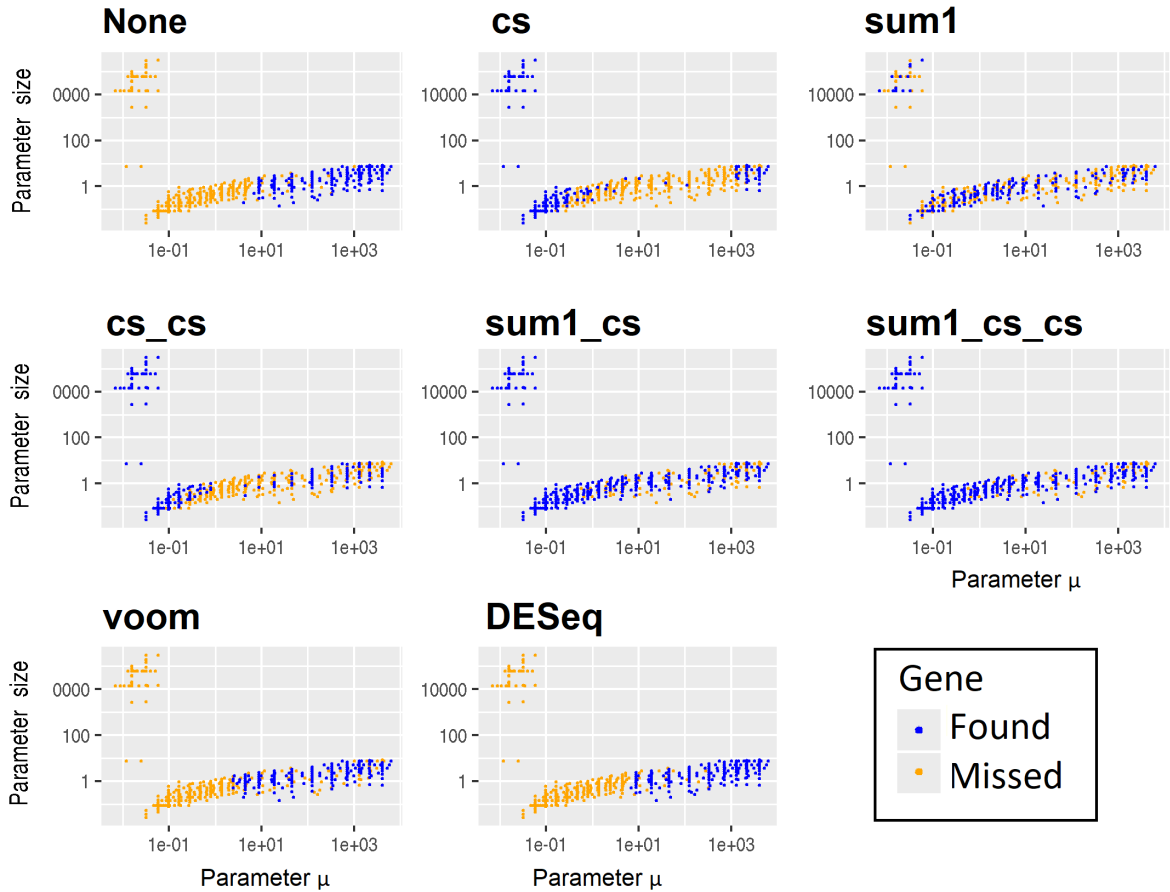 None cs sum1
Parameter size
0000
100
1
1e-01 1e+01 1e+03
10000
100
1
1e-01 1e+01 1e+03
10000
100
1
1e-01 1e+01 1e+03
cs_cs sum1_cs sum1_cs_cs
Parameter size
0000
100
1
1e-01 1e+01 1e+03
10000
100
1
1e-01 1e+01 1e+03
10000
100
1
1e-01 1e+01 1e+03
Parameter μ
voom DESeq
Parameter size
0000
100
1
1e-01 1e+01 1e+03
Parameter μ
10000
100
1
1e-01 1e+01 1e+03
Parameter μ
Gene
Found
Missed